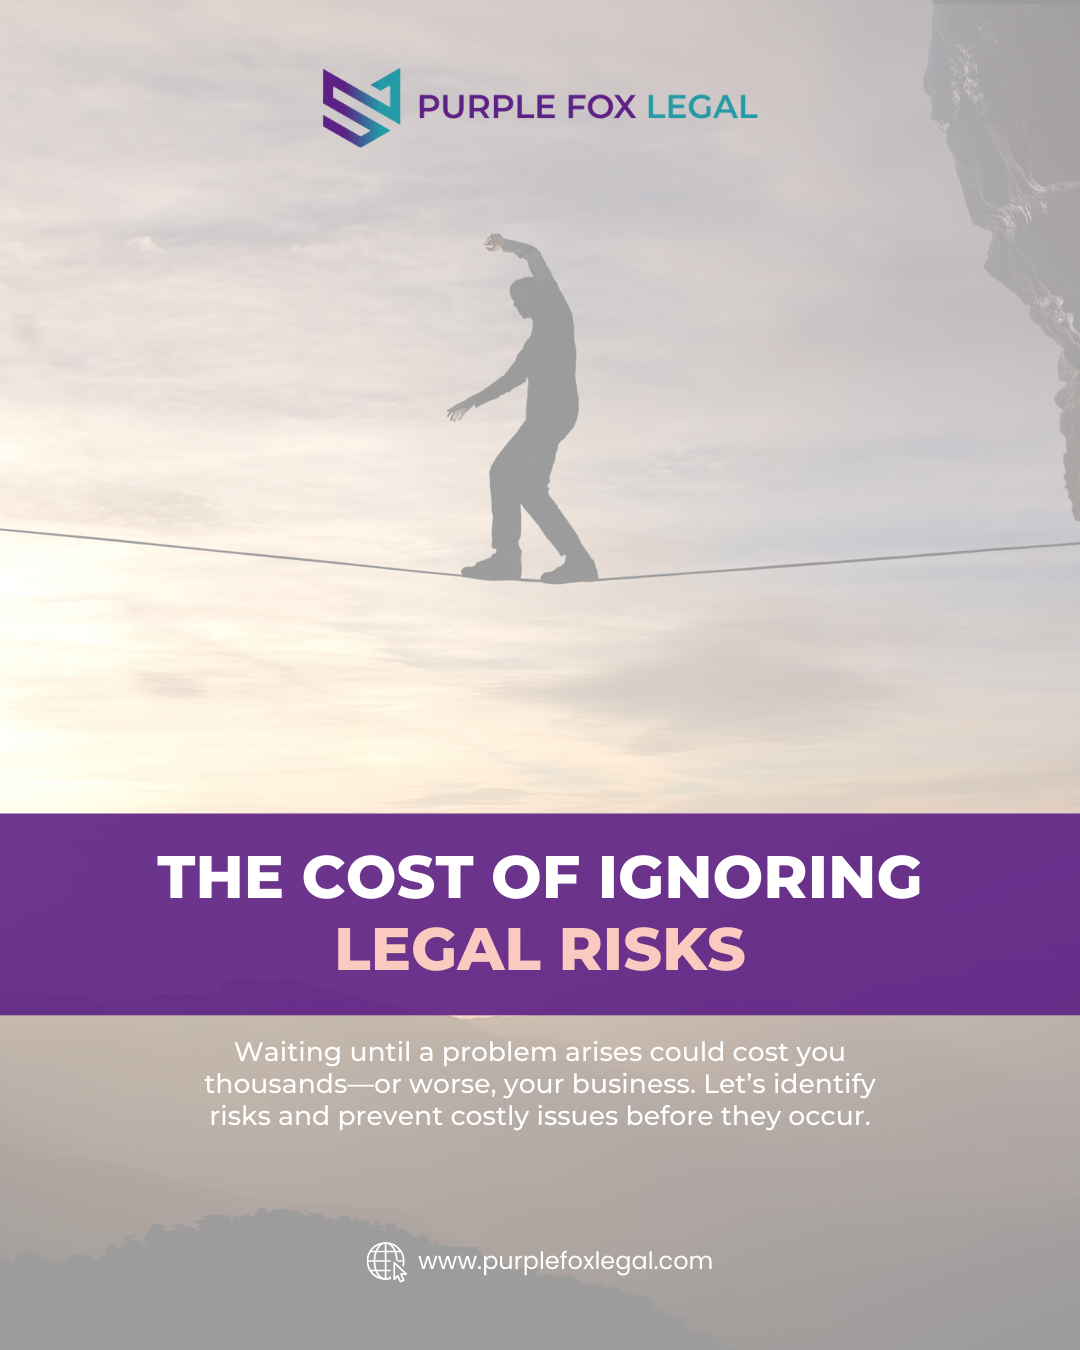 PURPLE FOX LEGAL
THE COST OF IGNORING
LEGAL RISKS
Waiting until a problem arises could cost you
thousands—or worse, your business. Let’s identify
risks and prevent costly issues before they occur.
www.purplefoxlegal.com